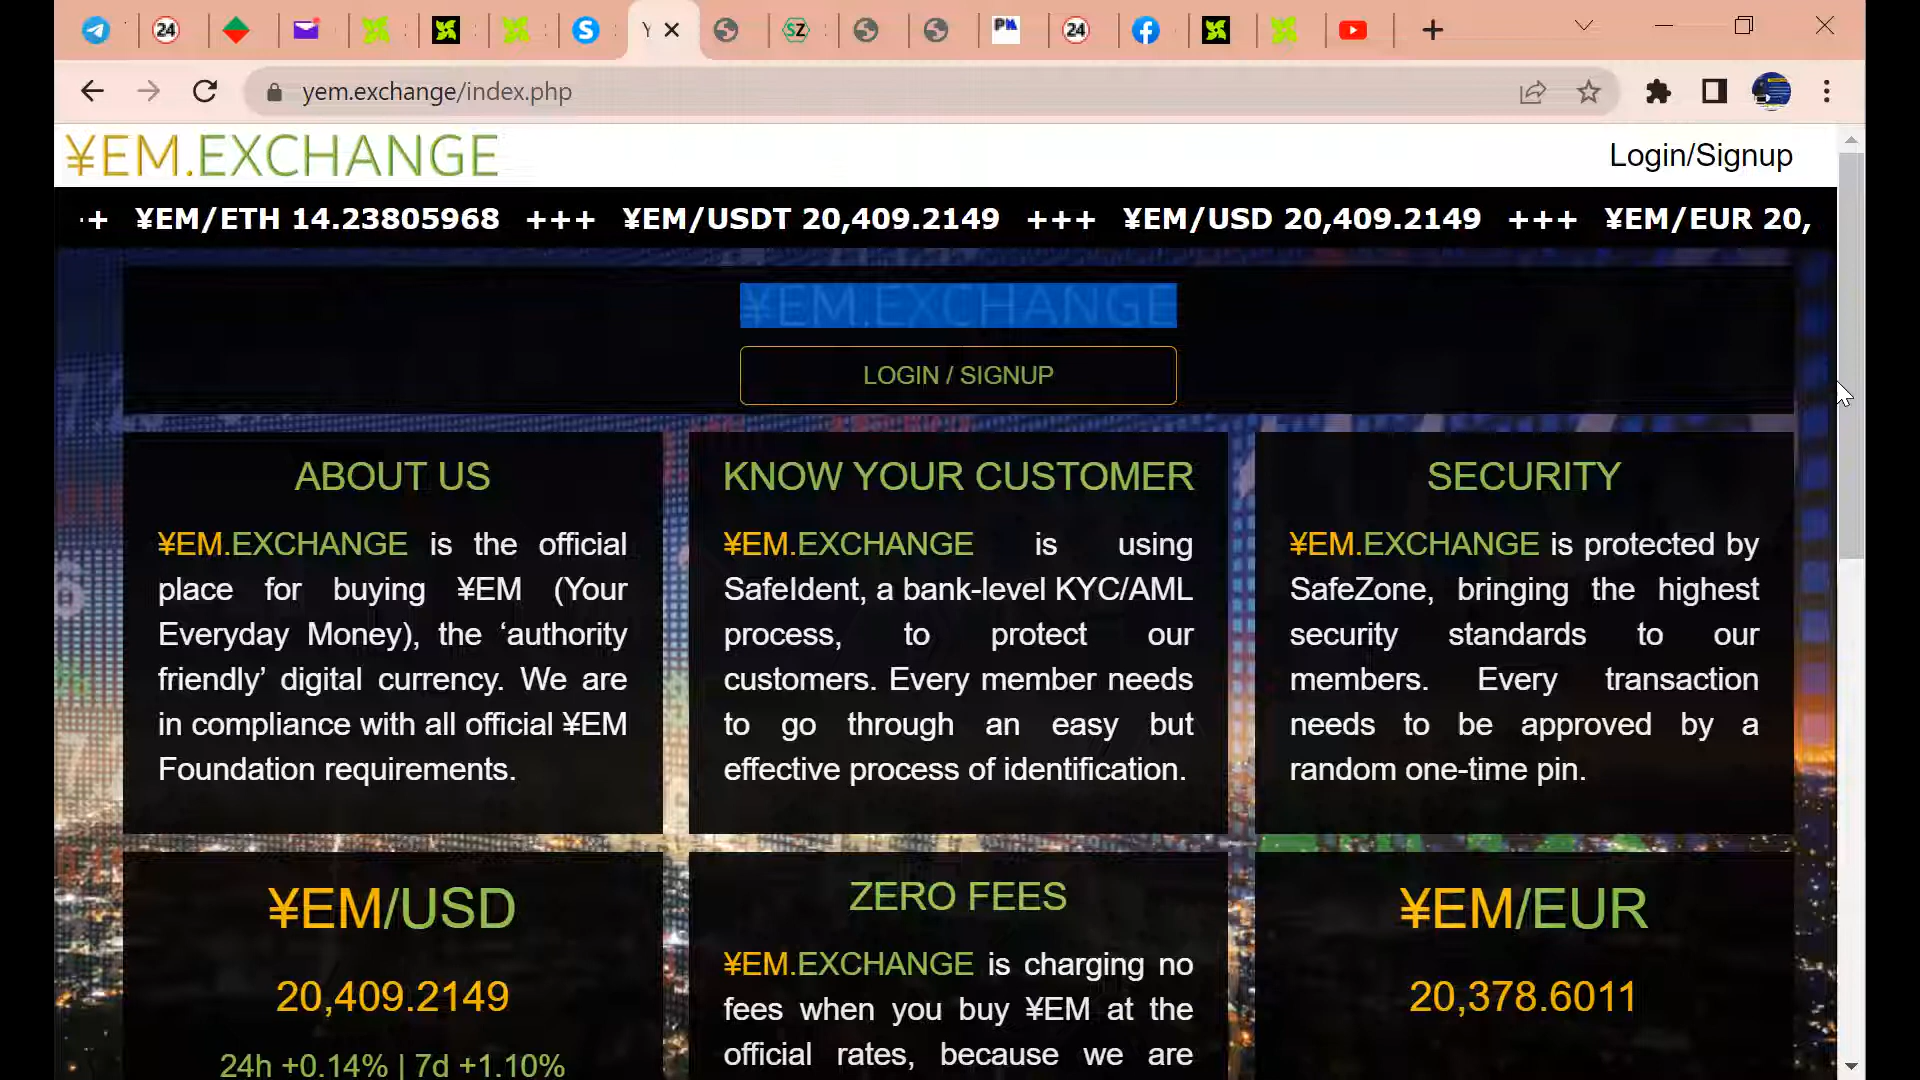 24 SZ PM 24
Y
yem.exchange/index.php
¥EM.EXCHANGE Login/Signup
+ ¥EM/ETH 14.23805968 +++ ¥EM/USDT 20,409.2149 +++ ¥EM/USD 20,409.2149 +++ ¥EM/EUR 20,
¥EM.EXCHANGE
LOGIN / SIGNUP
ABOUT US
¥EM.EXCHANGE is the official
place for buying ¥EM (Your
Everyday Money), the ‘authority
friendly’ digital currency. We are
in compliance with all official ¥EM
Foundation requirements.
KNOW YOUR CUSTOMER
¥EM.EXCHANGE is using
SafeIdent, a bank-level KYC/AML
process, to protect our
customers. Every member needs
to go through an easy but
effective process of identification.
SECURITY
¥EM.EXCHANGE is protected by
SafeZone, bringing the highest
security standards to our
members. Every transaction
needs to be approved by a
random one-time pin.
¥EM/USD
20,409.2149
24h +0.14% | 7d +1.10%
ZERO FEES
¥EM.EXCHANGE is charging no
fees when you buy ¥EM at the
official rates, because we are
¥EM/EUR
20,378.6011